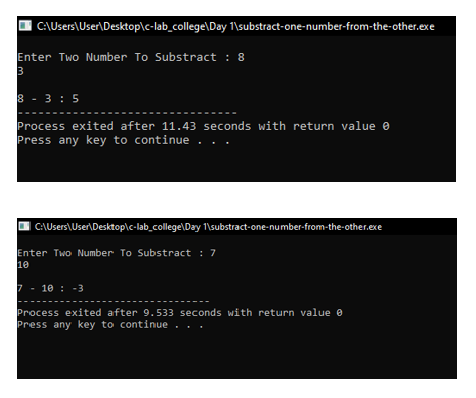 C:\Users\User\Desktop\c-lab_college\Day 1\substract-one-number-from-the-other.exe
Enter Two Number To Substract : 8
3
8 - 3 : 5
--------------------------------
Process exited after 11.43 seconds with return value 0
Press any key to continue . . .
C:\Users\User\Desktop\c-lab_college\Day 1\substract-one-number-from-the-other.exe
Enter Two Number To Substract : 7
10
7 - 10 : -3
--------------------------------
Process exited after 9.533 seconds with return value 0
Press any key to continue . . .